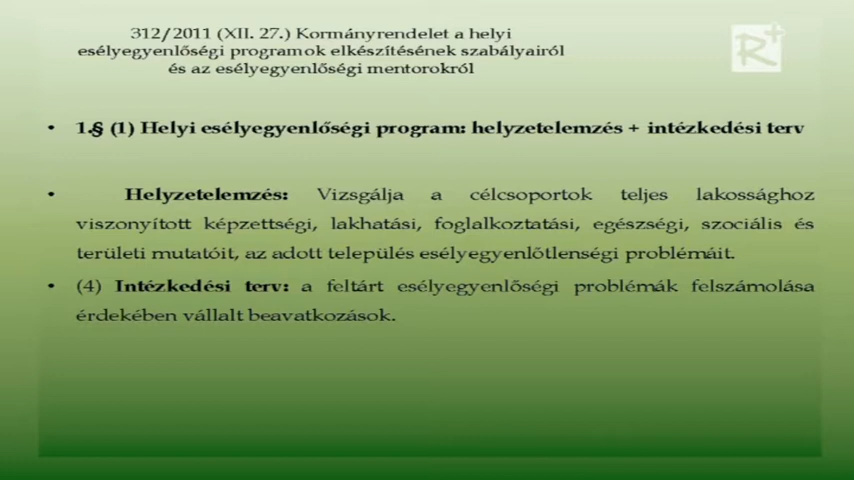 312/2011 (XII. 27.) Kormányrendelet a helyi
esélyegyenlőségi programok elkészítésének szabályairól
és az esélyegyenlőségi mentorokról
R+
• 1.§ (1) Helyi esélyegyenlőségi program: helyzetelemzés + intézkedési terv
• Helyzetelemzés: Vizsgálja a célcsoportok teljes lakossághoz
viszonyított képzettségi, lakhatási, foglalkoztatási, egészségi, szociális és
területi mutatóit, az adott település esélyegyenlőtlenségi problémáit.
• (4) Intézkedési terv: a feltárt esélyegyenlőségi problémák felszámolása
érdekében vállalt beavatkozások.